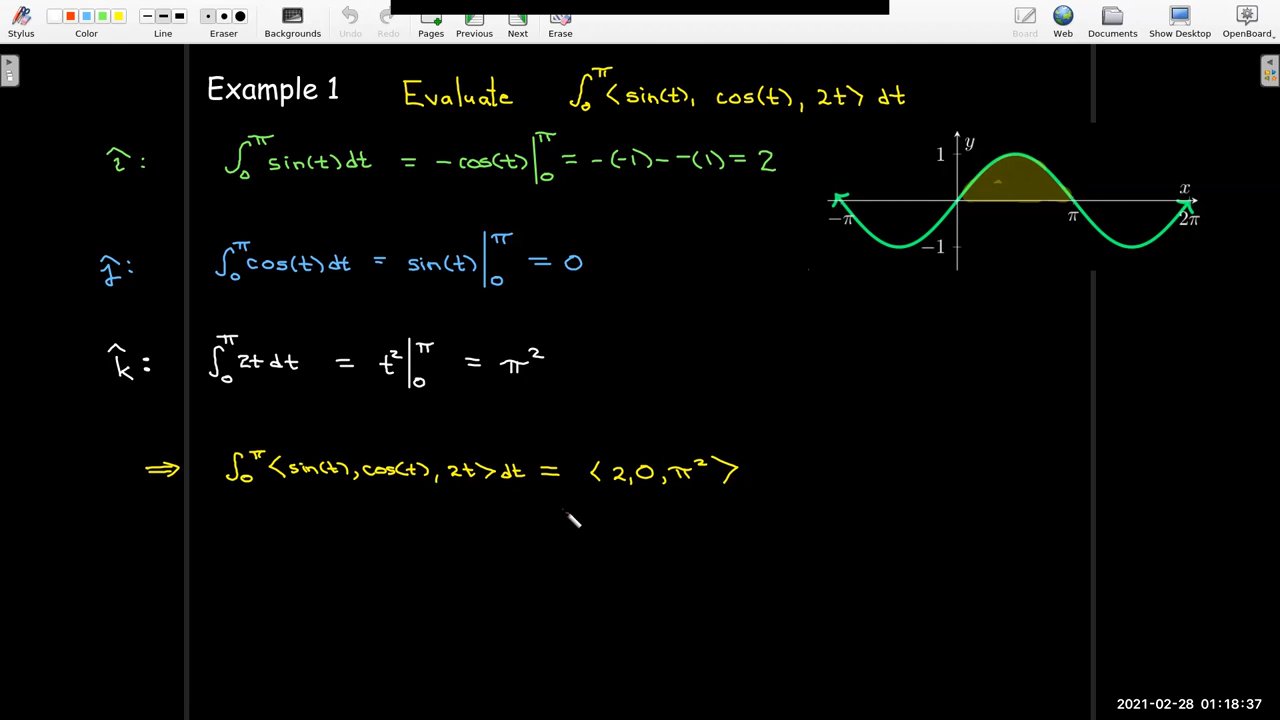 Stylus Color Line Eraser Backgrounds Undo Redo Pages Previous Next Erase Board Web Documents Show Desktop OpenBoard
Example 1 Evaluate ∫₀^π <sin(t), cos(t), 2t> dt
î: ∫₀^π sin(t)dt = -cos(t)|₀^π = -(-1)- -(1) = 2
1 y
x
-π π 2π
-1
ĵ: ∫₀^π cos(t)dt = sin(t)|₀^π = 0
k̂: ∫₀^π 2t dt = t²|₀^π = π²
⇒ ∫₀^π <sin(t), cos(t), 2t> dt = <2, 0, π²>
2021-02-28 01:18:37